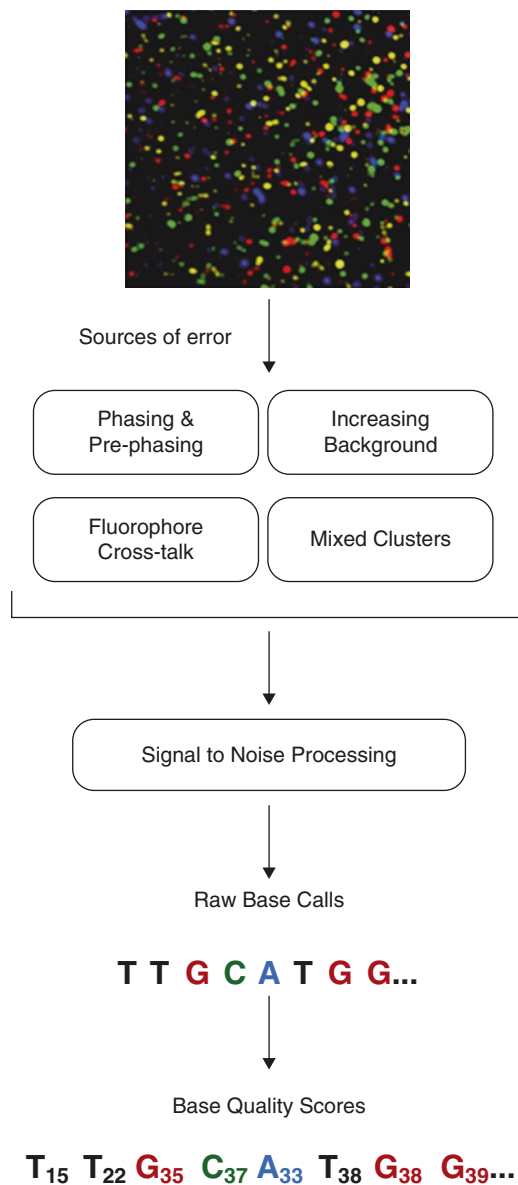 Sources of error
Phasing &
Pre-phasing
Increasing
Background
Fluorophore
Cross-talk
Mixed Clusters
Signal to Noise Processing
Raw Base Calls
T T G C A T G G...
Base Quality Scores
T₁₅ T₂₂ G₃₅ C₃₇ A₃₃ T₃₈ G₃₈ G₃₉...